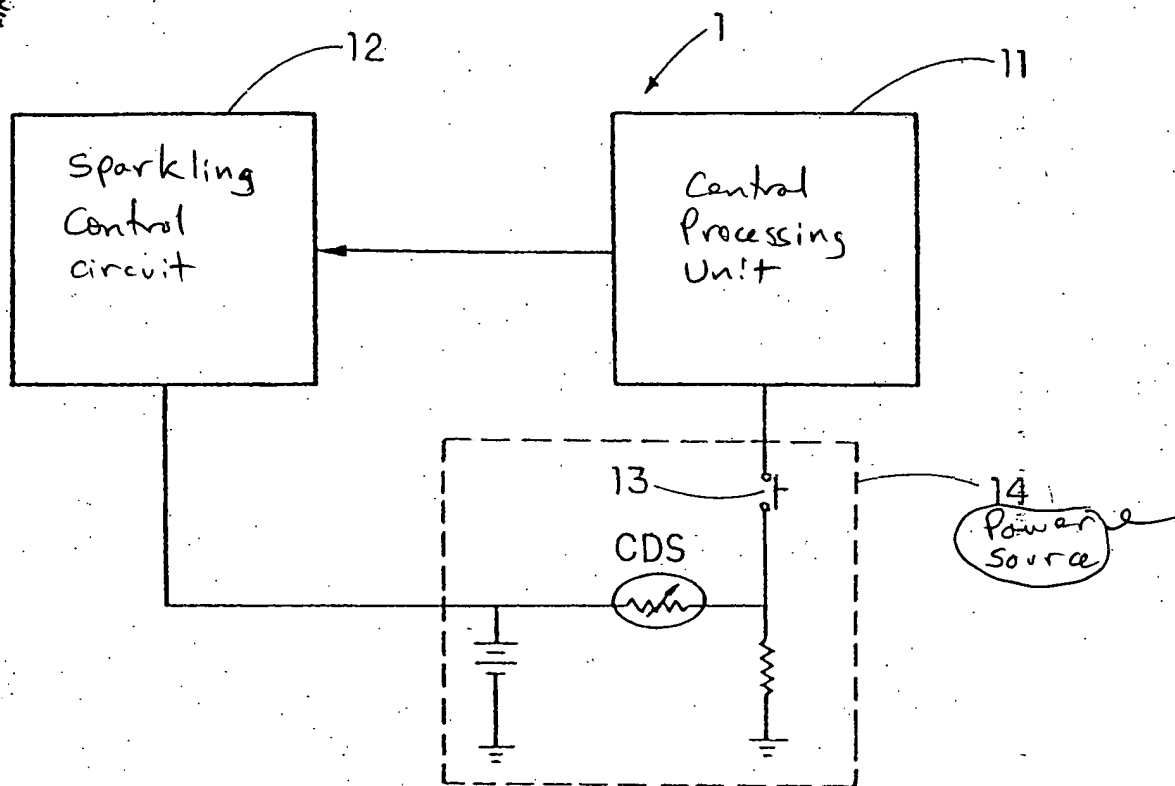 12
1
11
Sparkling
Control
circuit
Central
Processing
Unit
13
14
CDS
Power
Source